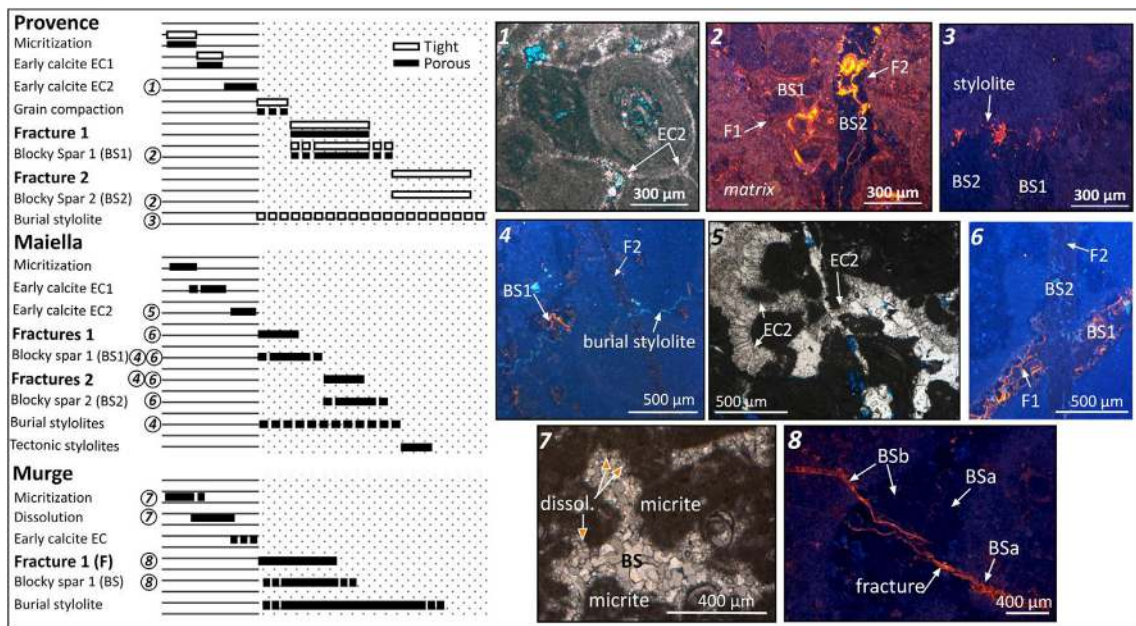 Provence
Micritization
Early calcite EC1
Early calcite EC2 1
Grain compaction
Fracture 1
Blocky Spar 1 (BS1) 2
Fracture 2
Blocky Spar 2 (BS2) 2
Burial stylolite 3
Tight
Porous
Maiella
Micritization
Early calcite EC1
Early calcite EC2 5
Fractures 1 6
Blocky spar 1 (BS1) 4 6
Fractures 2 4 6
Blocky spar 2 (BS2) 6
Burial stylolites 4
Tectonic stylolites
Murge
Micritization 7
Dissolution 7
Early calcite EC
Fracture 1 (F) 8
Blocky spar 1 (BS) 8
Burial stylolite
1
EC2
300 µm
2
F2
BS1
F1
BS2
matrix
300 µm
3
stylolite
BS2
BS1
300 µm
4
F2
BS1
burial stylolite
500 µm
5
EC2
EC2
500 µm
6
F2
BS2
BS1
F1
500 µm
7
dissol.
micrite
BS
micrite
400 µm
8
BSb
BSa
BSa
fracture
400 µm